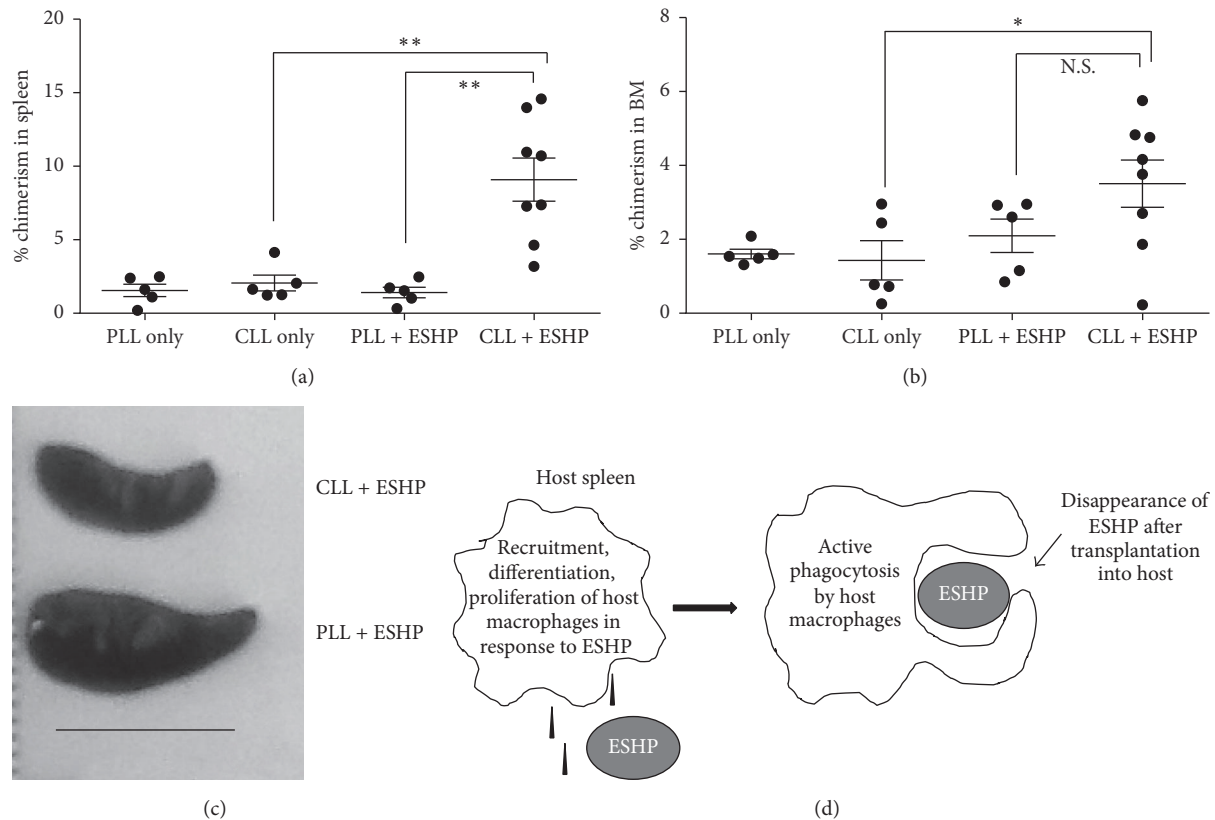 20
15
10
5
0
% chimerism in spleen
**
**
PLL only
CLL only
PLL + ESHP
CLL + ESHP
(a)
8
6
4
2
0
% chimerism in BM
*
N.S.
PLL only
CLL only
PLL + ESHP
CLL + ESHP
(b)
CLL + ESHP
PLL + ESHP
(c)
Host spleen
Recruitment,
differentiation,
proliferation of host
macrophages in
response to ESHP
ESHP
Active
phagocytosis
by host
macrophages
ESHP
Disappearance of
ESHP after
transplantation
into host
(d)